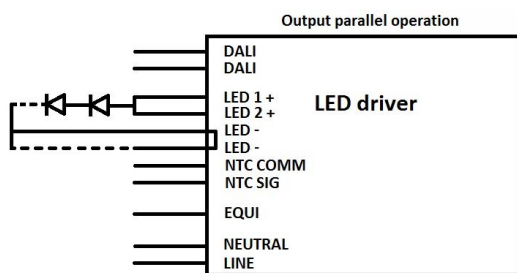 Output parallel operation
DALI
DALI
LED 1 +
LED 2 +
LED -
LED -
NTC COMM
NTC SIG
EQUI
NEUTRAL
LINE
LED driver